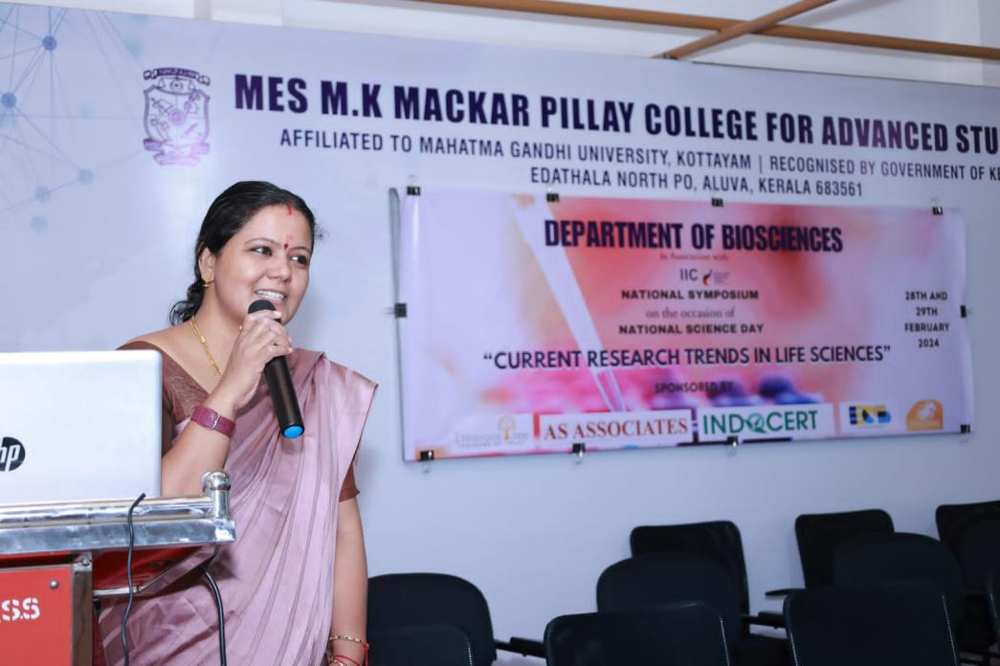 MES M.K MACKAR PILLAY COLLEGE FOR ADVANCED STU
AFFILIATED TO MAHATMA GANDHI UNIVERSITY, KOTTAYAM | RECOGNISED BY GOVERNMENT OF KE
EDATHALA NORTH PO, ALUVA, KERALA 683561
DEPARTMENT OF BIOSCIENCES
In Association with
IIC
NATIONAL SYMPOSIUM
on the occasion of
NATIONAL SCIENCE DAY
28TH AND
29TH
FEBRUARY
2024
"CURRENT RESEARCH TRENDS IN LIFE SCIENCES"
SPONSORED BY
AS ASSOCIATES
INDOCERT
hp
SS